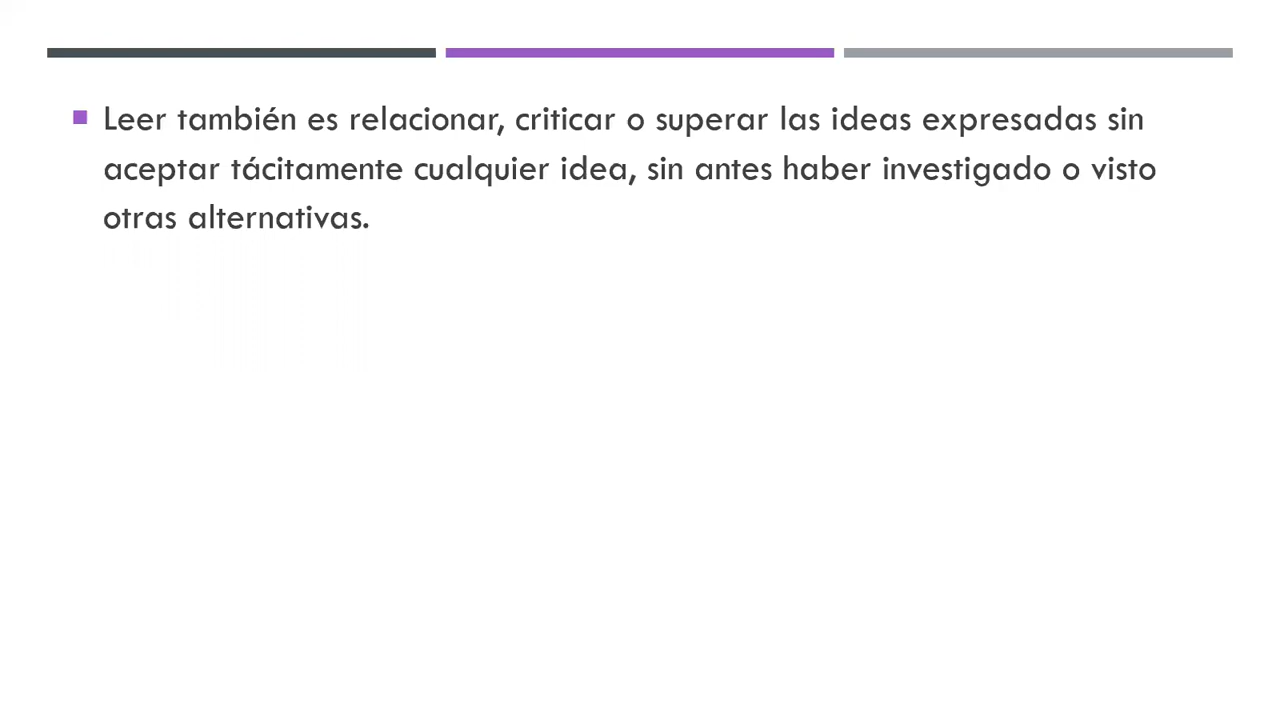 Leer también es relacionar, criticar o superar las ideas expresadas sin
aceptar tácitamente cualquier idea, sin antes haber investigado o visto
otras alternativas.